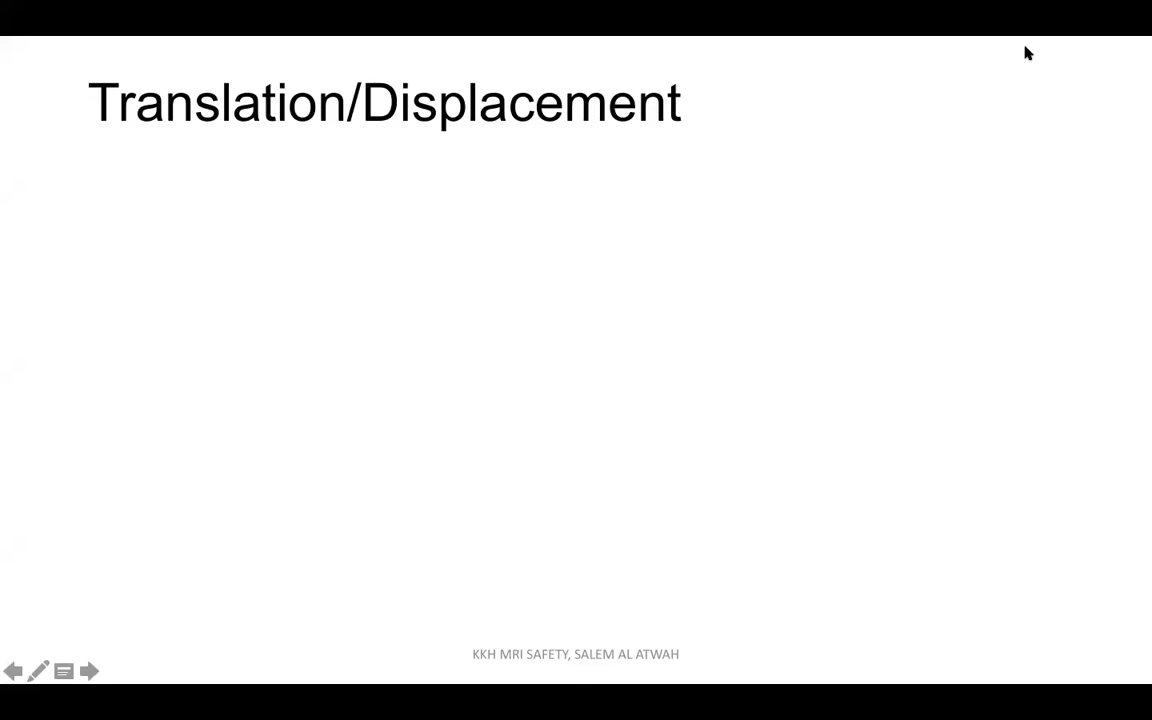 Translation/Displacement
KKH MRI SAFETY, SALEM AL ATWAH